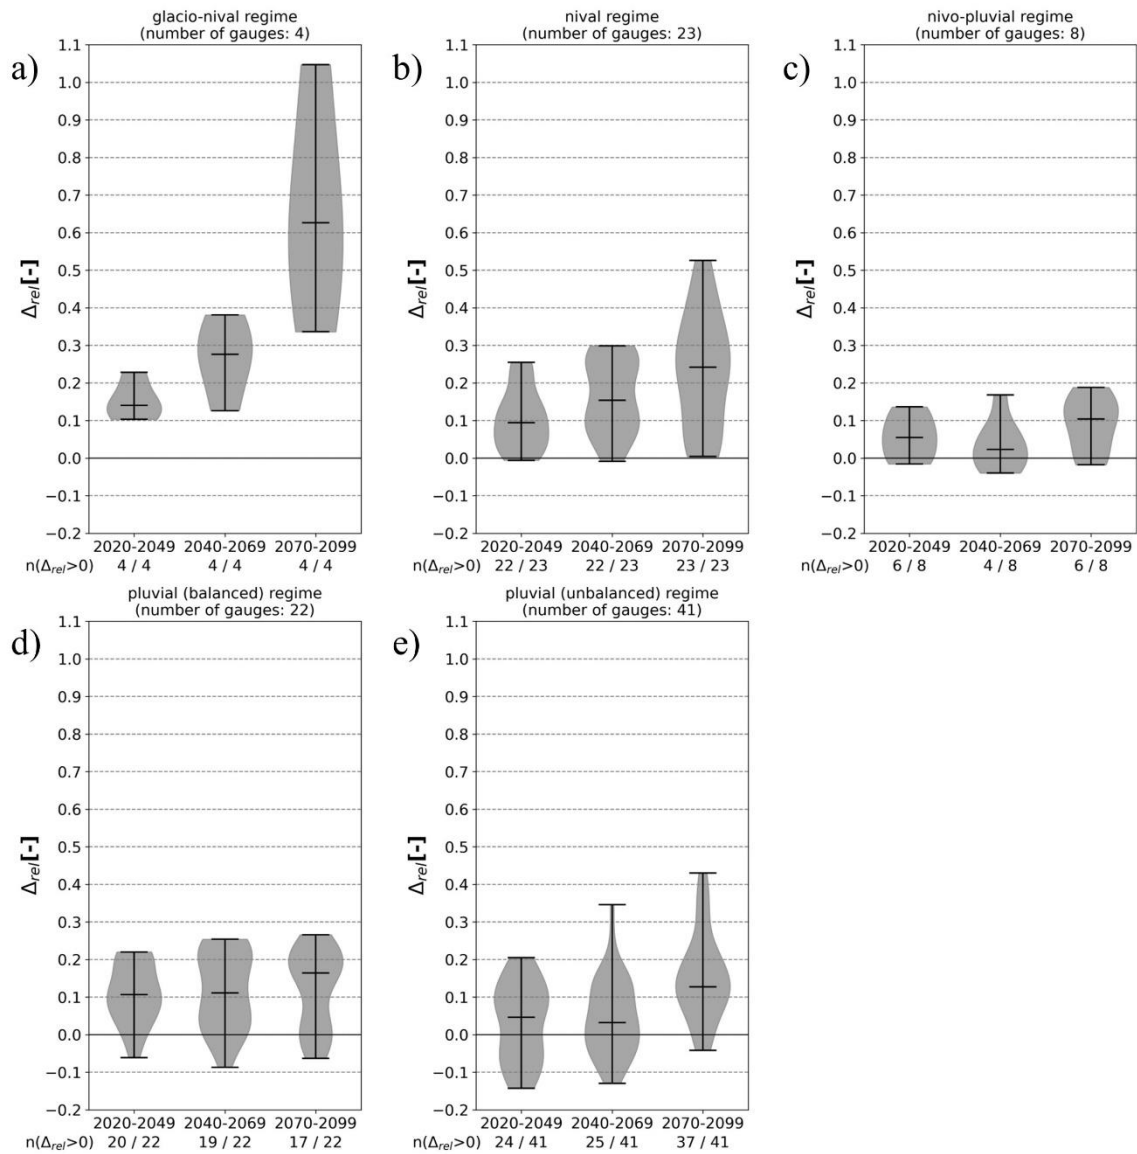 glacio-nival regime
(number of gauges: 4)
a)
1.1
1.0
0.9
0.8
0.7
0.6
0.5
0.4
0.3
0.2
0.1
0.0
−0.1
−0.2
Δrel[-]
2020-2049 2040-2069 2070-2099
n(Δrel>0) 4 / 4 4 / 4 4 / 4
nival regime
(number of gauges: 23)
b)
1.1
1.0
0.9
0.8
0.7
0.6
0.5
0.4
0.3
0.2
0.1
0.0
−0.1
−0.2
Δrel[-]
2020-2049 2040-2069 2070-2099
n(Δrel>0) 22 / 23 22 / 23 23 / 23
nivo-pluvial regime
(number of gauges: 8)
c)
1.1
1.0
0.9
0.8
0.7
0.6
0.5
0.4
0.3
0.2
0.1
0.0
−0.1
−0.2
Δrel[-]
2020-2049 2040-2069 2070-2099
n(Δrel>0) 6 / 8 4 / 8 6 / 8
pluvial (balanced) regime
(number of gauges: 22)
d)
1.1
1.0
0.9
0.8
0.7
0.6
0.5
0.4
0.3
0.2
0.1
0.0
−0.1
−0.2
Δrel[-]
2020-2049 2040-2069 2070-2099
n(Δrel>0) 20 / 22 19 / 22 17 / 22
pluvial (unbalanced) regime
(number of gauges: 41)
e)
1.1
1.0
0.9
0.8
0.7
0.6
0.5
0.4
0.3
0.2
0.1
0.0
−0.1
−0.2
Δrel[-]
2020-2049 2040-2069 2070-2099
n(Δrel>0) 24 / 41 25 / 41 37 / 41